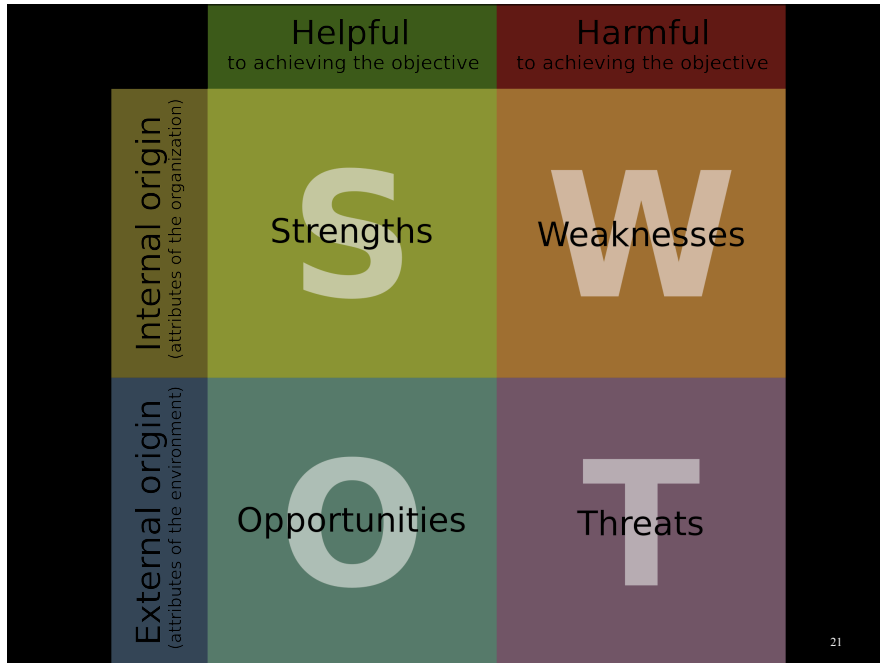 Helpful
to achieving the objective
Harmful
to achieving the objective
Internal origin
(attributes of the organization)
S
Strengths
W
Weaknesses
External origin
(attributes of the environment)
O
Opportunities
T
Threats
21